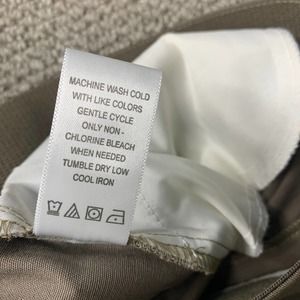 MACHINE WASH COLD
WITH LIKE COLORS
GENTLE CYCLE
ONLY NON -
CHLORINE BLEACH
WHEN NEEDED
TUMBLE DRY LOW
COOL IRON